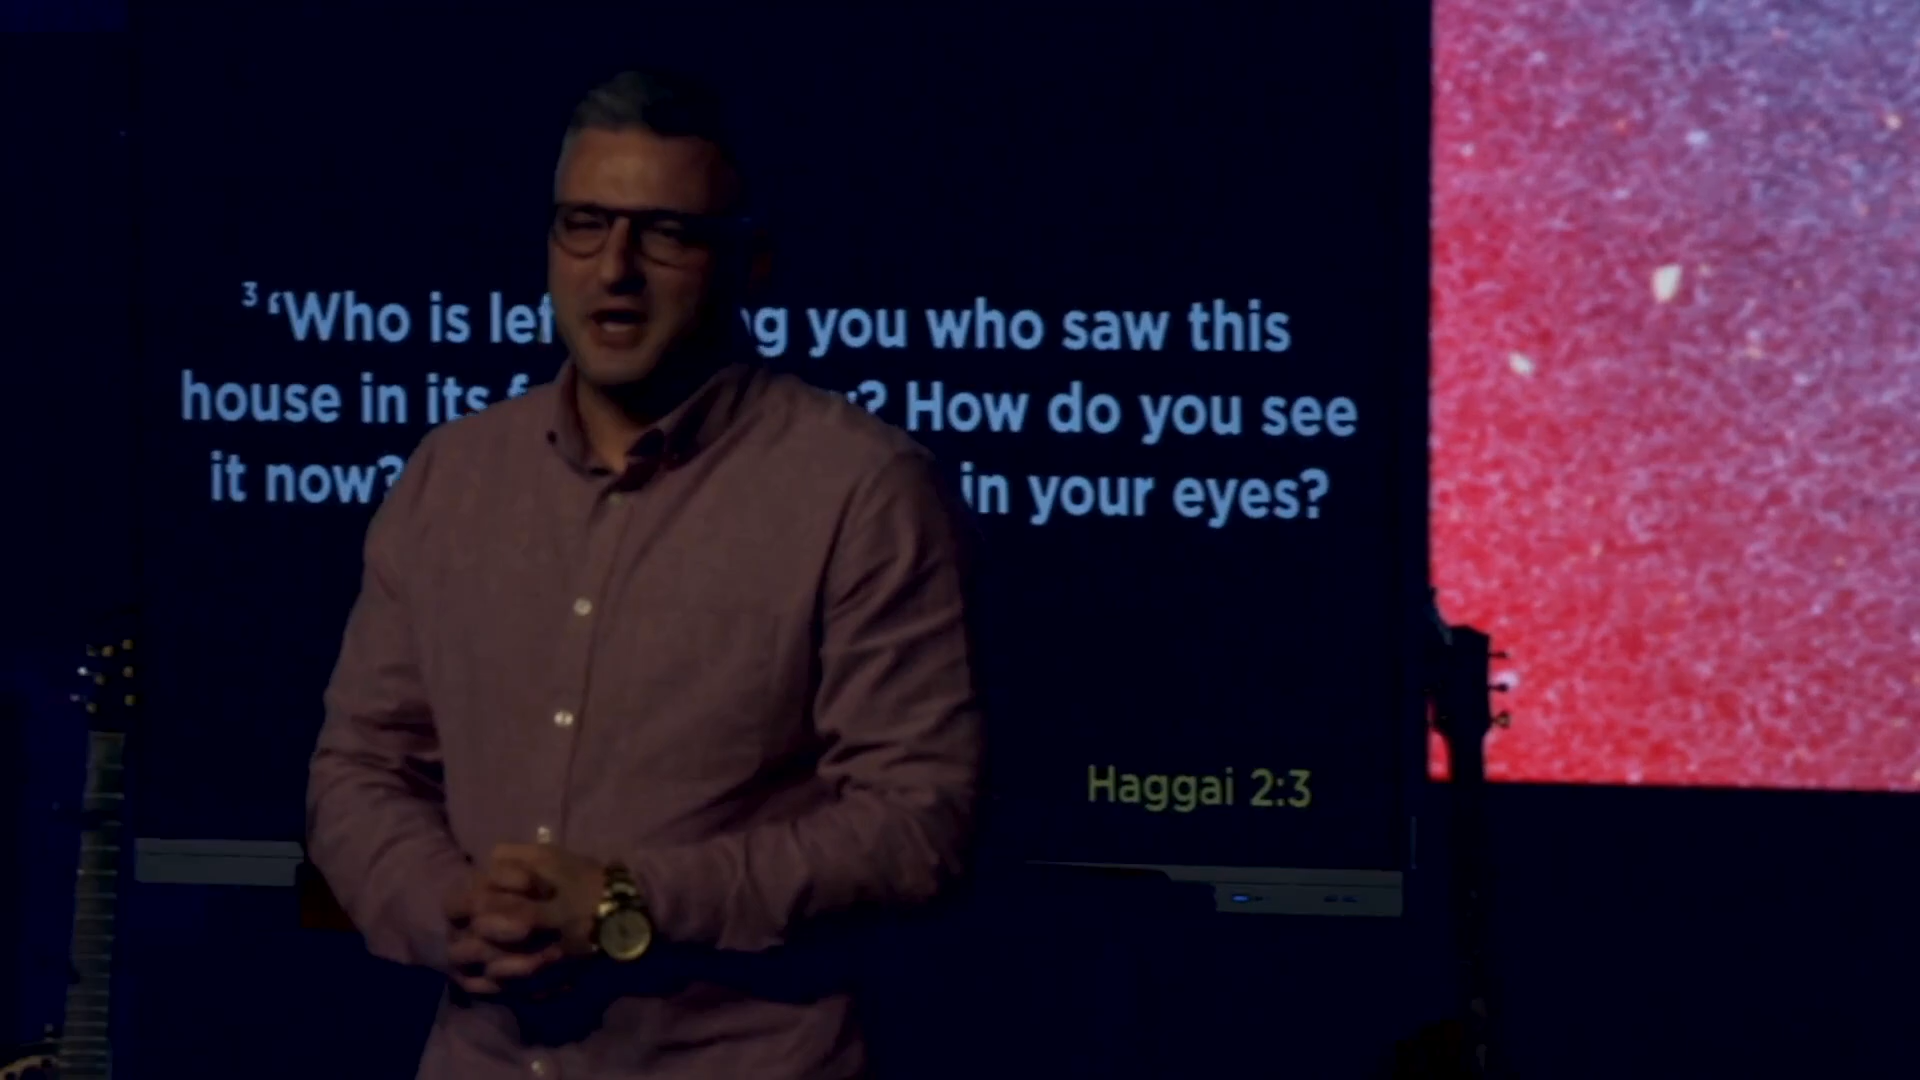 3 ‘Who is you who saw this
house in its How do you see
it now? in your eyes?
Haggai 2:3